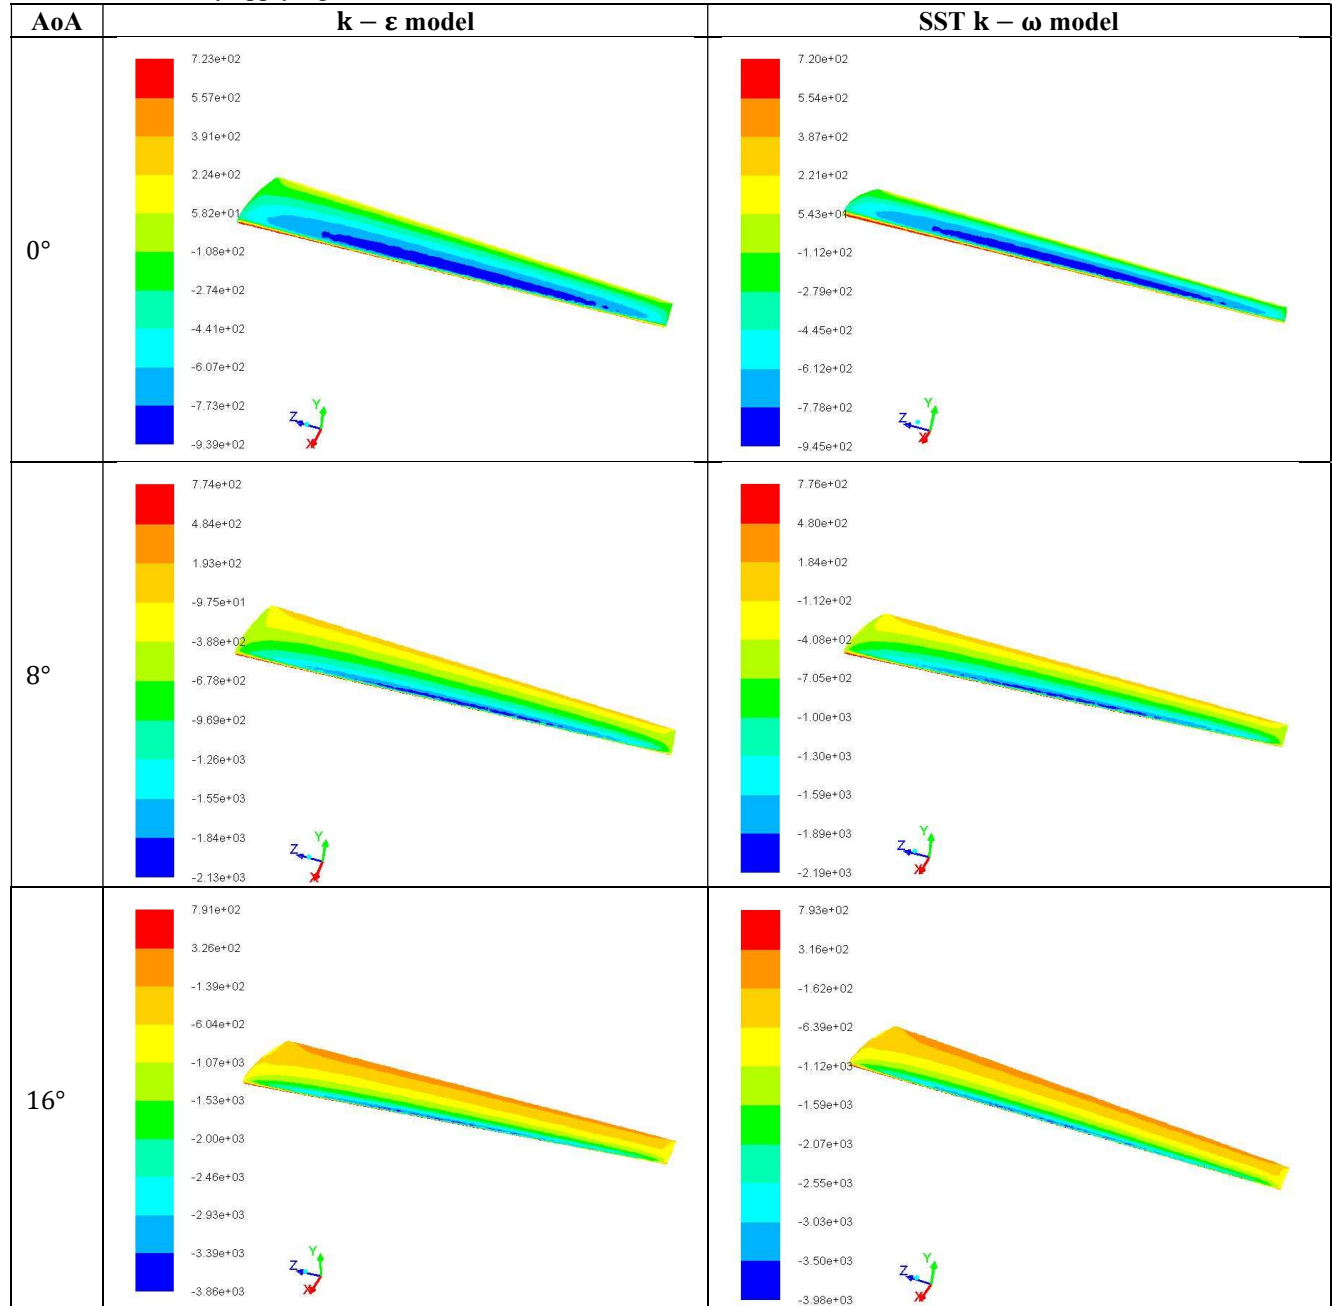 AoA k − ε model SST k − ω model
0°
7.23e+02
5.57e+02
3.91e+02
2.24e+02
5.82e+01
-1.08e+02
-2.74e+02
-4.41e+02
-6.07e+02
-7.73e+02
-9.39e+02
Y
Z
X
7.20e+02
5.54e+02
3.87e+02
2.21e+02
5.43e+01
-1.12e+02
-2.79e+02
-4.45e+02
-6.12e+02
-7.78e+02
-9.45e+02
Y
Z
X
8°
7.74e+02
4.84e+02
1.93e+02
-9.75e+01
-3.88e+02
-6.78e+02
-9.69e+02
-1.26e+03
-1.55e+03
-1.84e+03
-2.13e+03
Y
Z
X
7.76e+02
4.80e+02
1.84e+02
-1.12e+02
-4.08e+02
-7.05e+02
-1.00e+03
-1.30e+03
-1.59e+03
-1.89e+03
-2.19e+03
Y
Z
X
16°
7.91e+02
3.26e+02
-1.39e+02
-6.04e+02
-1.07e+03
-1.53e+03
-2.00e+03
-2.46e+03
-2.93e+03
-3.39e+03
-3.86e+03
Y
Z
X
7.93e+02
3.16e+02
-1.62e+02
-6.39e+02
-1.12e+03
-1.59e+03
-2.07e+03
-2.55e+03
-3.03e+03
-3.50e+03
-3.98e+03
Y
Z
X